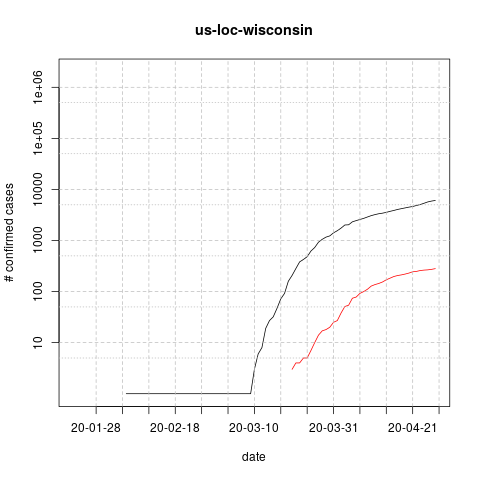 us-loc-wisconsin
# confirmed cases
1e+06
1e+05
10000
1000
100
10
20-01-28 20-02-18 20-03-10 20-03-31 20-04-21
date